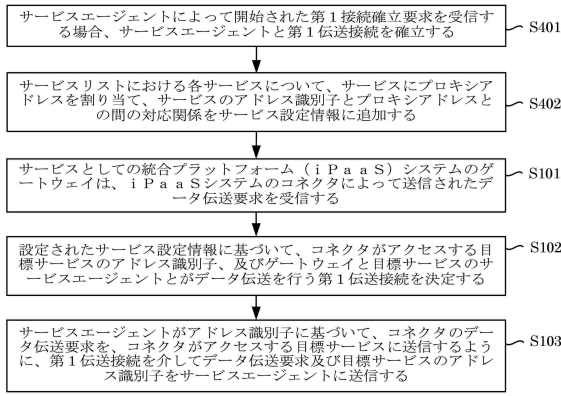 サービスエージェントによって開始された第１接続確立要求を受信す
る場合、サービスエージェントと第１伝送接続を確立する
S401
サービスリストにおける各サービスについて、サービスにプロキシア
ドレスを割り当て、サービスのアドレス識別子とプロキシアドレスと
の間の対応関係をサービス設定情報に追加する
S402
サービスとしての統合プラットフォーム（ｉＰａａＳ）システムのゲ
ートウェイは、ｉＰａａＳシステムのコネクタによって送信されたデ
ータ伝送要求を受信する
S101
設定されたサービス設定情報に基づいて、コネクタがアクセスする目
標サービスのアドレス識別子、及びゲートウェイと目標サービスのサ
ービスエージェントとがデータ伝送を行う第１伝送接続を決定する
S102
サービスエージェントがアドレス識別子に基づいて、コネクタのデー
タ伝送要求を、コネクタがアクセスする目標サービスに送信するよう
に、第１伝送接続を介してデータ伝送要求及び目標サービスのアドレ
ス識別子をサービスエージェントに送信する
S103